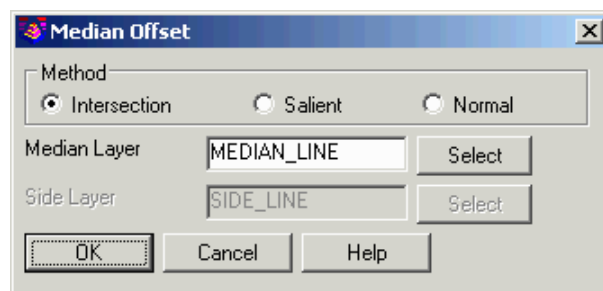 Median Offset
Method
Intersection Salient Normal
Median Layer MEDIAN_LINE Select
Side Layer SIDE_LINE Select
OK Cancel Help